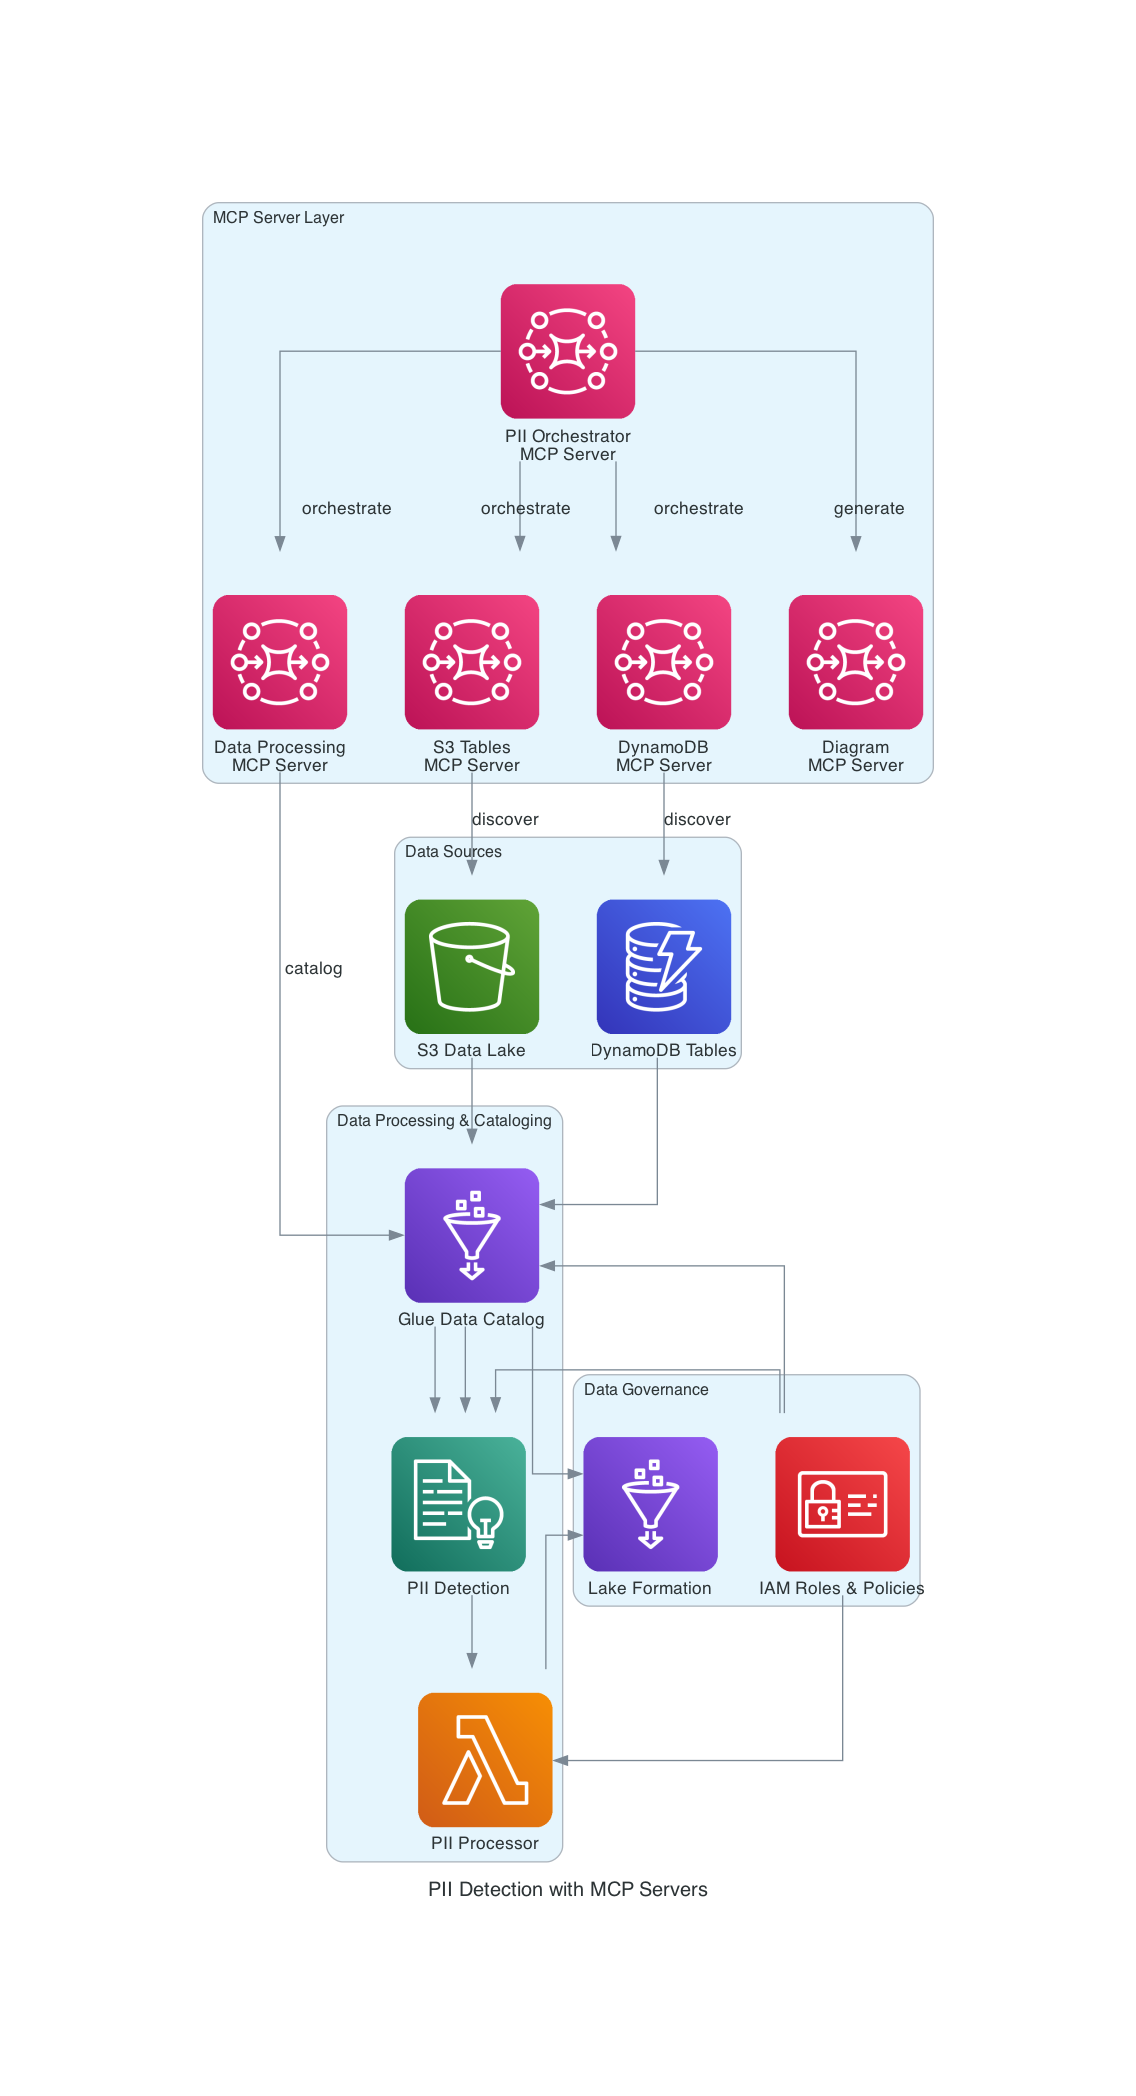 MCP Server Layer
PII Orchestrator
MCP Server
orchestrate
orchestrate
orchestrate
generate
Data Processing
MCP Server
S3 Tables
MCP Server
DynamoDB
MCP Server
Diagram
MCP Server
discover
discover
Data Sources
catalog
S3 Data Lake
DynamoDB Tables
Data Processing & Cataloging
Glue Data Catalog
Data Governance
PII Detection
Lake Formation
IAM Roles & Policies
PII Processor
PII Detection with MCP Servers